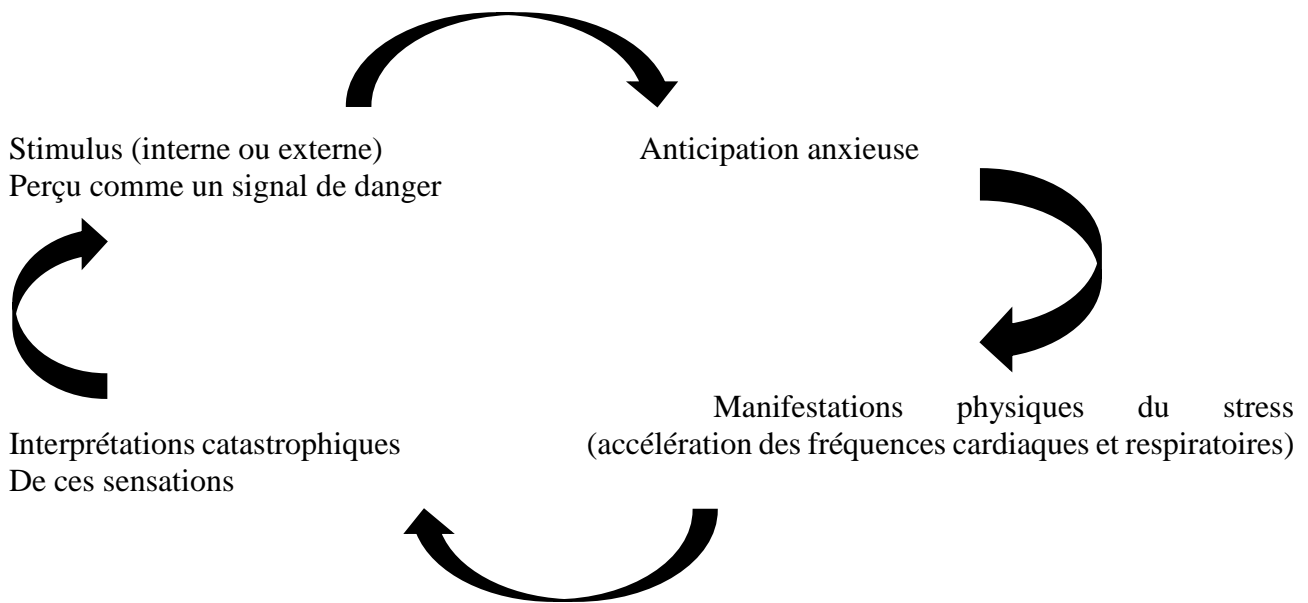 Stimulus (interne ou externe)
Perçu comme un signal de danger
Anticipation anxieuse
Manifestations physiques du stress
(accélération des fréquences cardiaques et respiratoires)
Interprétations catastrophiques
De ces sensations